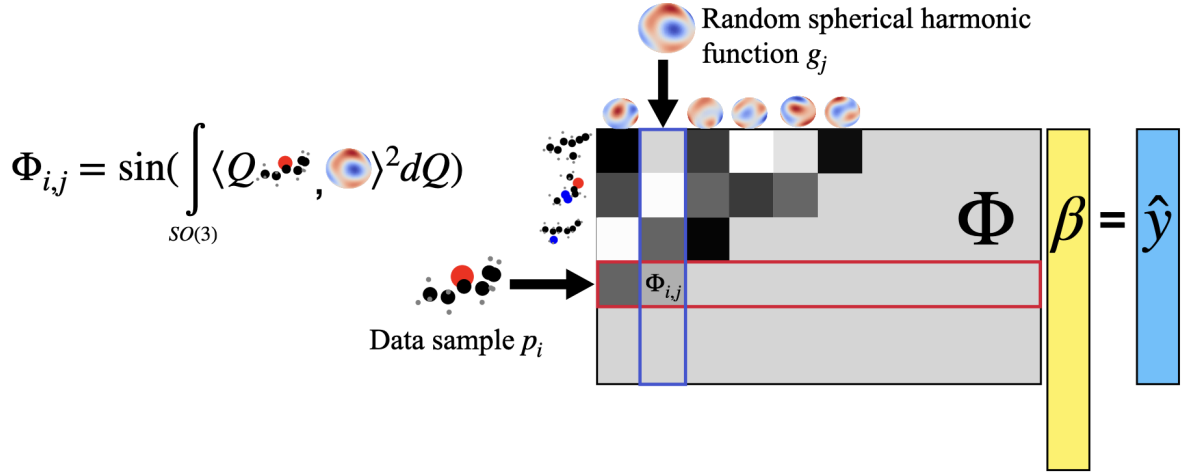 Random spherical harmonic
function g_j
Φ_{i,j} = sin( ∫_{SO(3)} ⟨Q , ⟩² dQ)
Φ β = ŷ
Φ_{i,j}
Data sample p_i